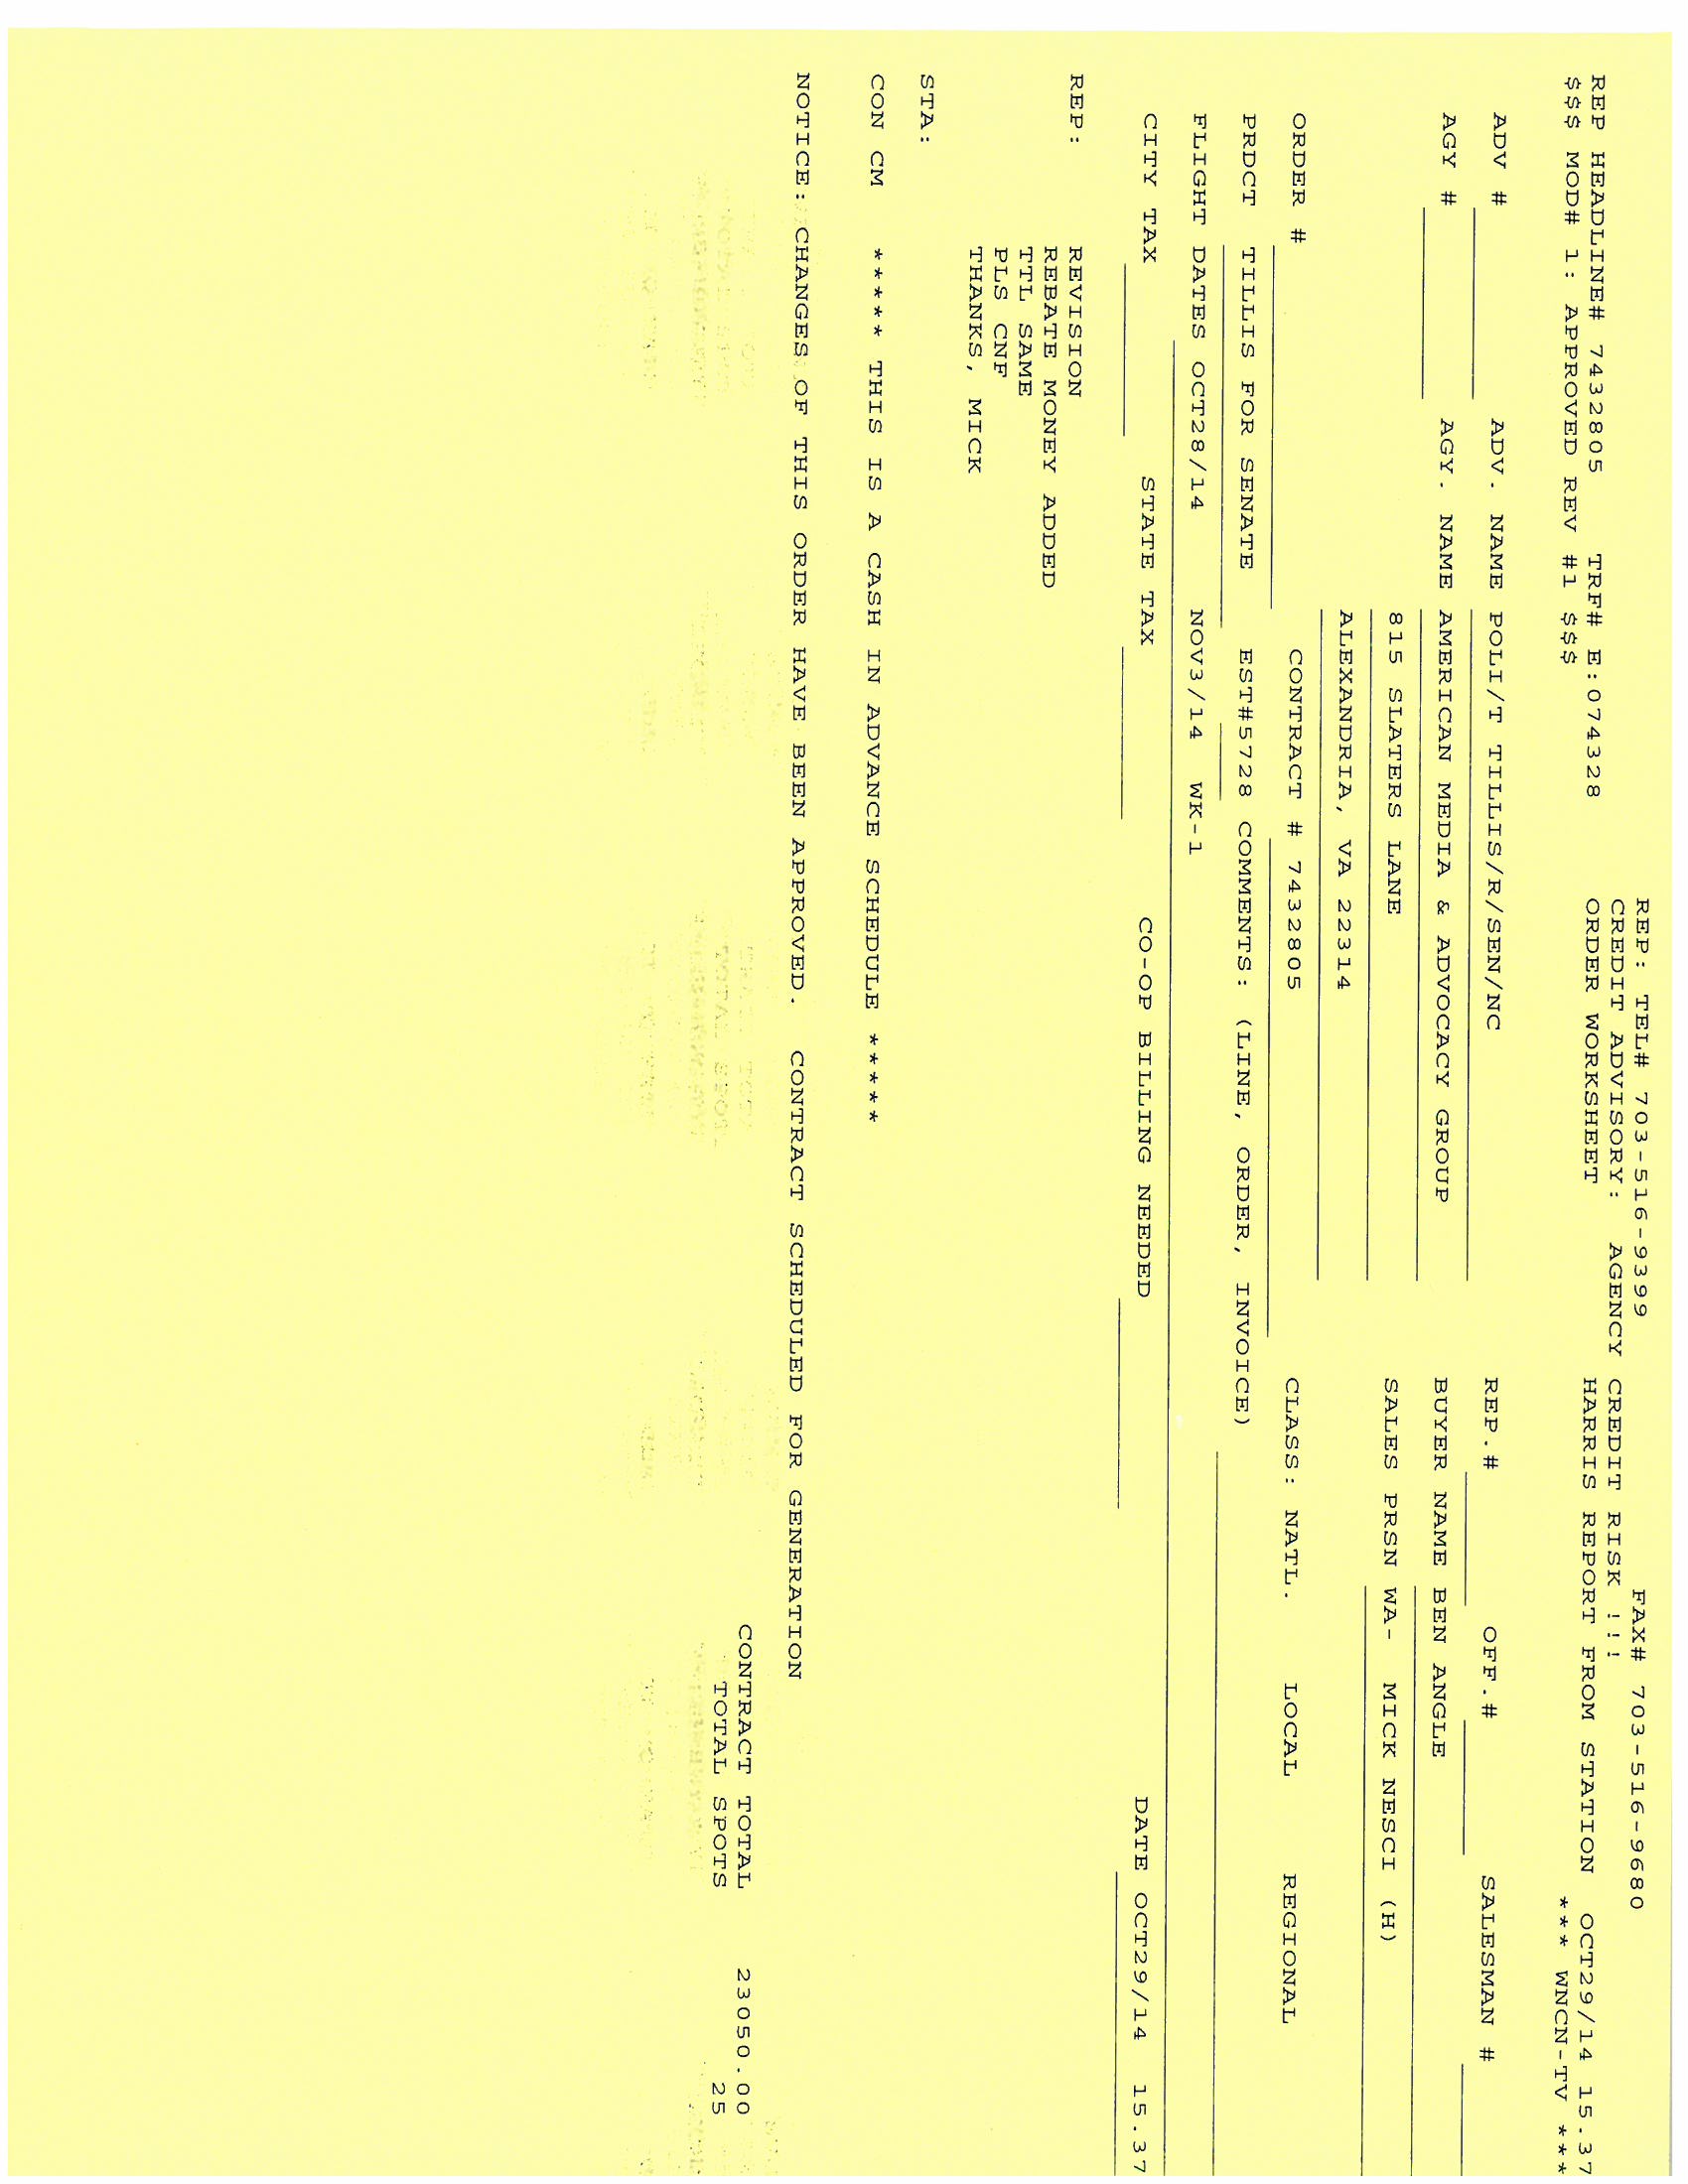 REP: TEL# 703-516-9399 FAX# 703-516-9680
CREDIT ADVISORY: AGENCY CREDIT RISK !!!
REP HEADLINE# 7432805 TRF# E:074328 ORDER WORKSHEET HARRIS REPORT FROM STATION OCT29/14 15.37
$$$ MOD# 1: APPROVED REV #1 $$$ *** WNCN-TV ***
ADV # ADV. NAME POLI/T TILLIS/R/SEN/NC REP.# OFF.# SALESMAN #
AGY # AGY. NAME AMERICAN MEDIA & ADVOCACY GROUP BUYER NAME BEN ANGLE
815 SLATERS LANE SALES PRSN WA- MICK NESCI (H)
ALEXANDRIA, VA 22314
ORDER # CONTRACT # 7432805 CLASS: NATL. LOCAL REGIONAL
PRDCT TILLIS FOR SENATE EST#5728 COMMENTS: (LINE, ORDER, INVOICE)
FLIGHT DATES OCT28/14 NOV3/14 WK-1
CITY TAX STATE TAX CO-OP BILLING NEEDED DATE OCT29/14 15.37
REP: REVISION
REBATE MONEY ADDED
TTL SAME
PLS CNF
THANKS, MICK
STA:
CON CM ***** THIS IS A CASH IN ADVANCE SCHEDULE *****
NOTICE: CHANGES OF THIS ORDER HAVE BEEN APPROVED. CONTRACT SCHEDULED FOR GENERATION
CONTRACT TOTAL 23050.00
TOTAL SPOTS 25